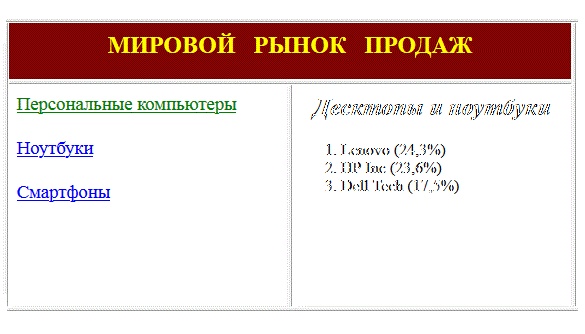 МИРОВОЙ РЫНОК ПРОДАЖ
Персональные компьютеры
Ноутбуки
Смартфоны
Десктопы и ноутбуки
1. Lenovo (24,3%)
2. HP Inc (23,6%)
3. Dell Tech (17,5%)